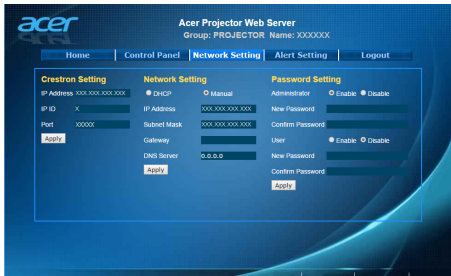 acer
Acer Projector Web Server
Group: PROJECTOR Name: XXXXXX
Home Control Panel Network Setting Alert Setting Logout
Crestron Setting
IP Address XXX.XXX.XXX.XXX
IP ID X
Port XXXXX
Apply
Network Setting
DHCP Manual
IP Address XXX.XXX.XXX.XXX
Subnet Mask XXX.XXX.XXX.XXX
Gateway
DNS Server 0.0.0.0
Apply
Password Setting
Administrator Enable Disable
New Password
Confirm Password
User Enable Disable
New Password
Confirm Password
Apply